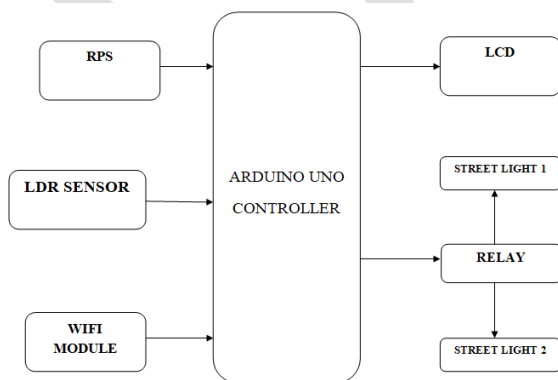 RPS
LCD
LDR SENSOR
ARDUINO UNO
CONTROLLER
STREET LIGHT 1
RELAY
WIFI
MODULE
STREET LIGHT 2